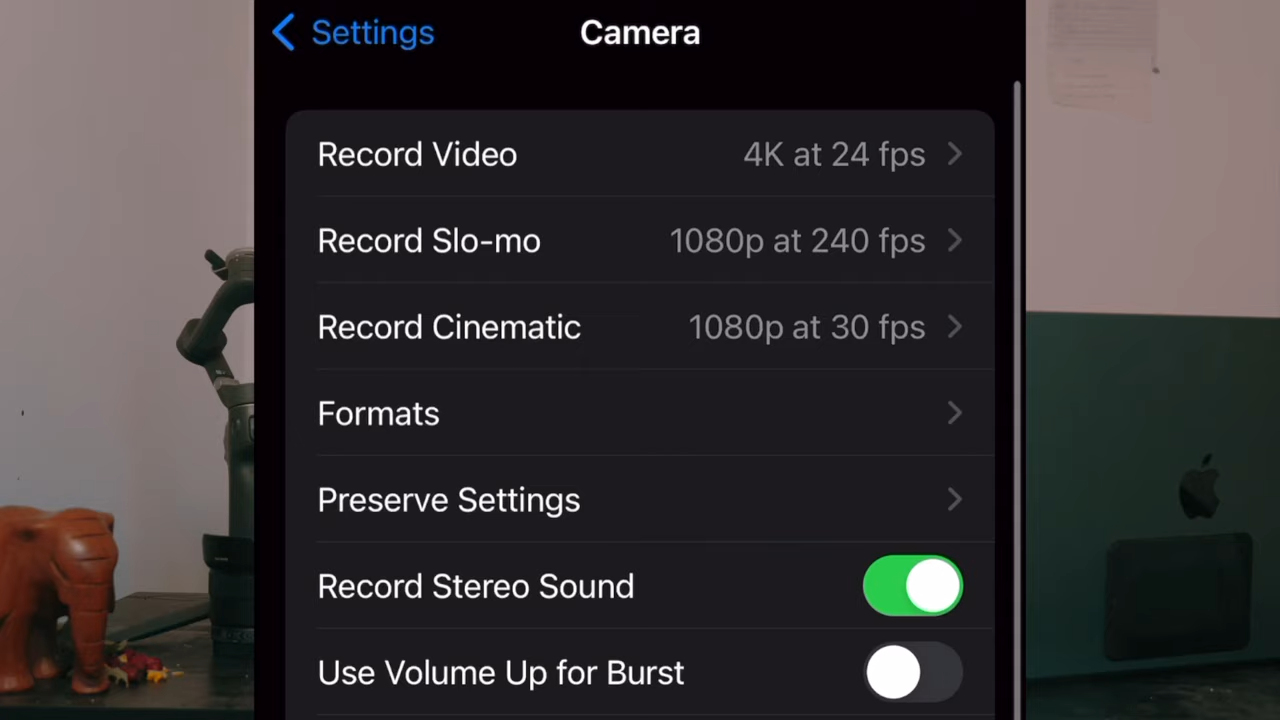 Settings
Camera
Record Video 4K at 24 fps
Record Slo-mo 1080p at 240 fps
Record Cinematic 1080p at 30 fps
Formats
Preserve Settings
Record Stereo Sound
Use Volume Up for Burst